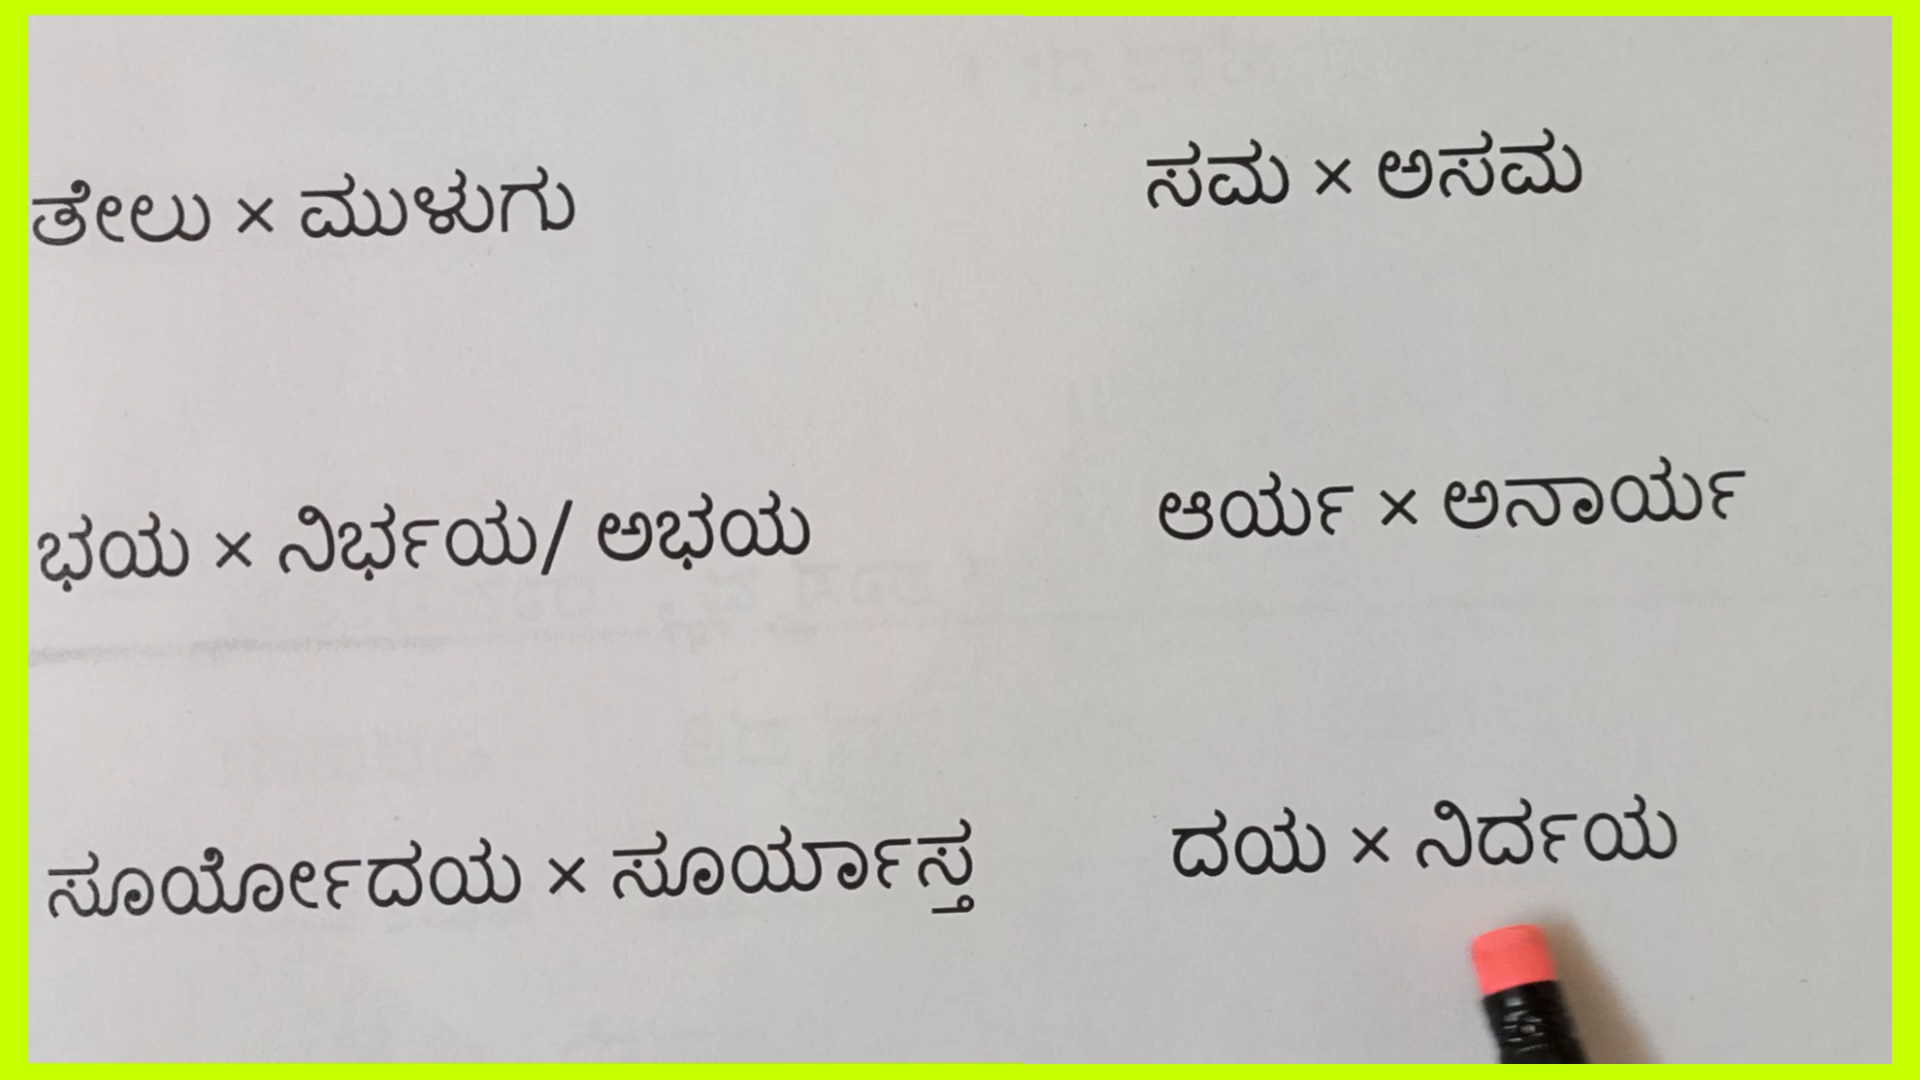 ತೇಲು × ಮುಳುಗು
ಸಮ × ಅಸಮ
ಭಯ × ನಿರ್ಭಯ/ ಅಭಯ
ಆರ್ಯ × ಅನಾರ್ಯ
ಸೂರ್ಯೋದಯ × ಸೂರ್ಯಾಸ್ತ
ದಯ × ನಿರ್ದಯ